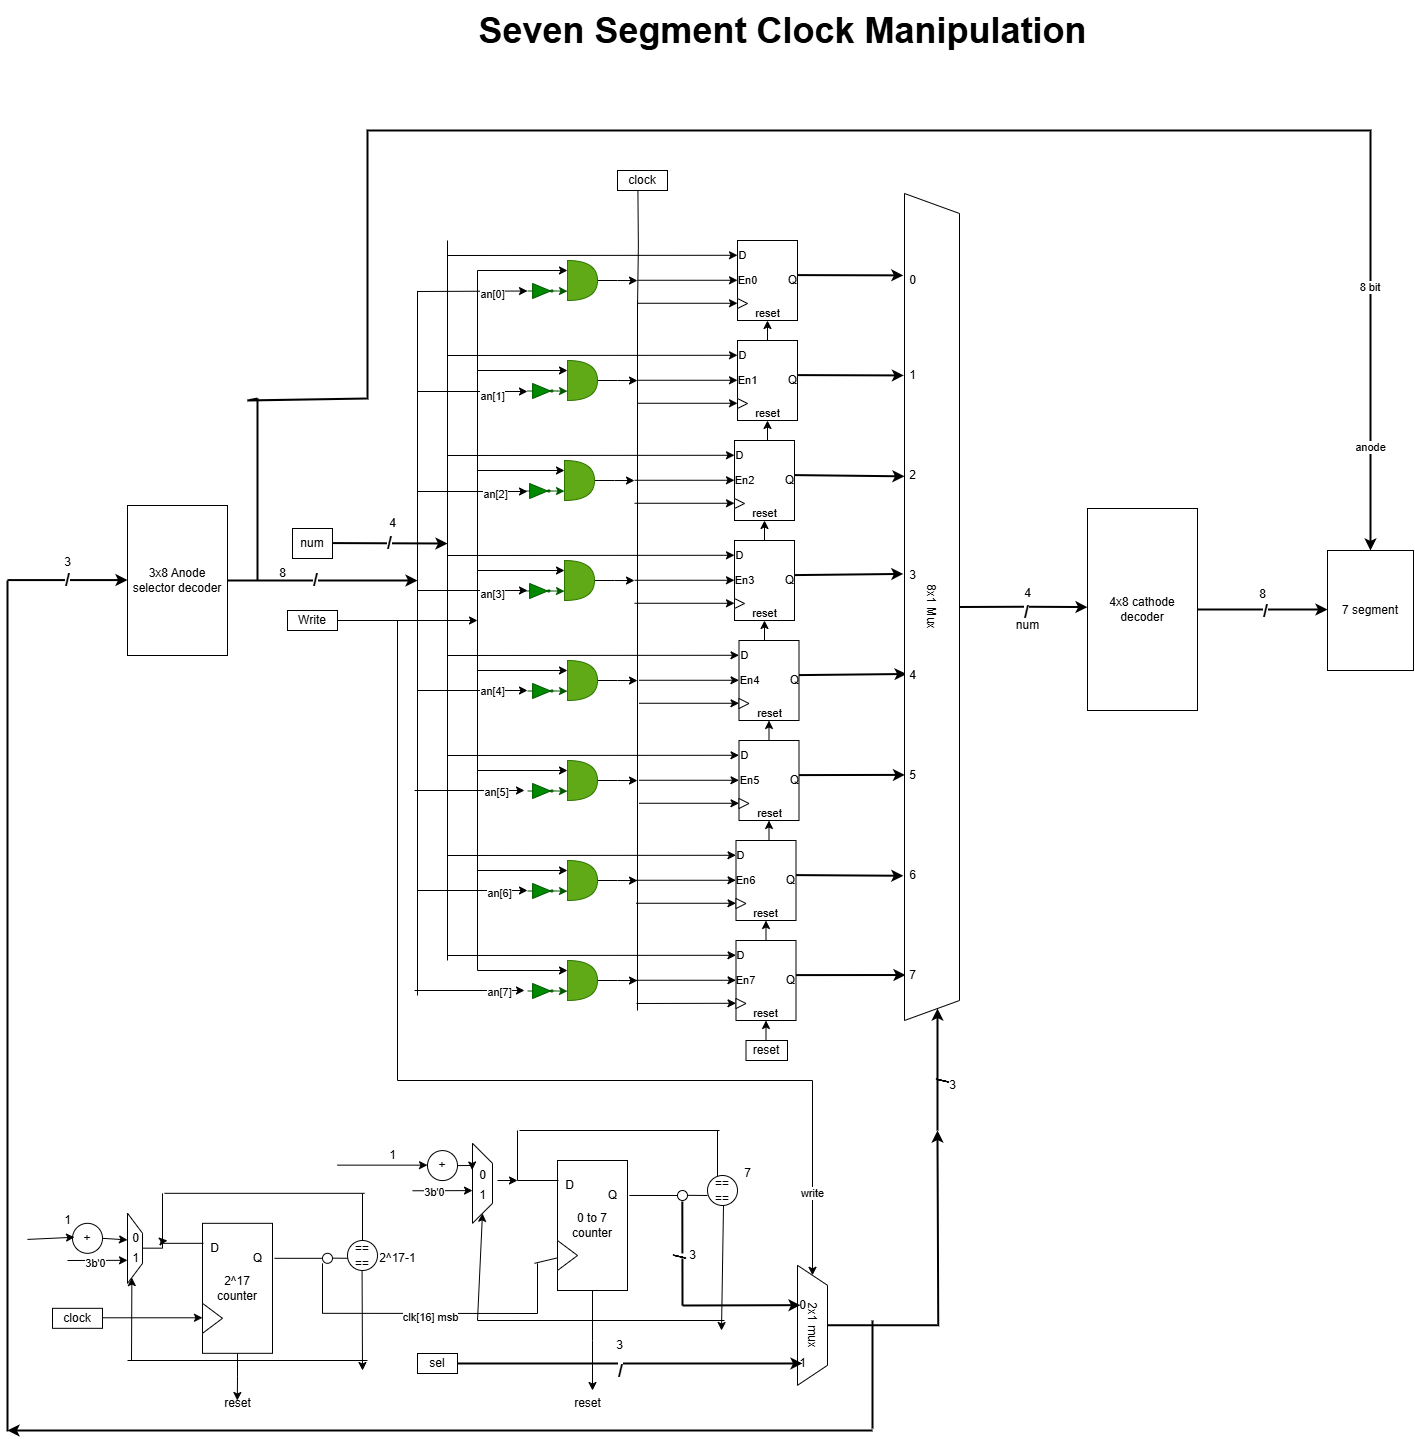 Seven Segment Clock Manipulation
clock
D
En0
Q
reset
an[0]
0
8 bit
D
En1
Q
reset
an[1]
1
anode
D
En2
Q
reset
an[2]
2
D
En3
Q
reset
an[3]
3
num
4
3
3x8 Anode
selector decoder
8
Write
8x1 Mux
4
num
4x8 cathode
decoder
8
7 segment
D
En4
Q
reset
an[4]
4
D
En5
Q
reset
an[5]
5
D
En6
Q
reset
an[6]
6
D
En7
Q
reset
an[7]
7
reset
3
1
+
3b'0
0
1
D
Q
0 to 7
counter
==
==
7
write
3
1
+
3b'0
0
1
D
Q
2^17
counter
==
==
2^17-1
clock
clk[16] msb
0
2x1 mux
1
sel
3
reset
reset